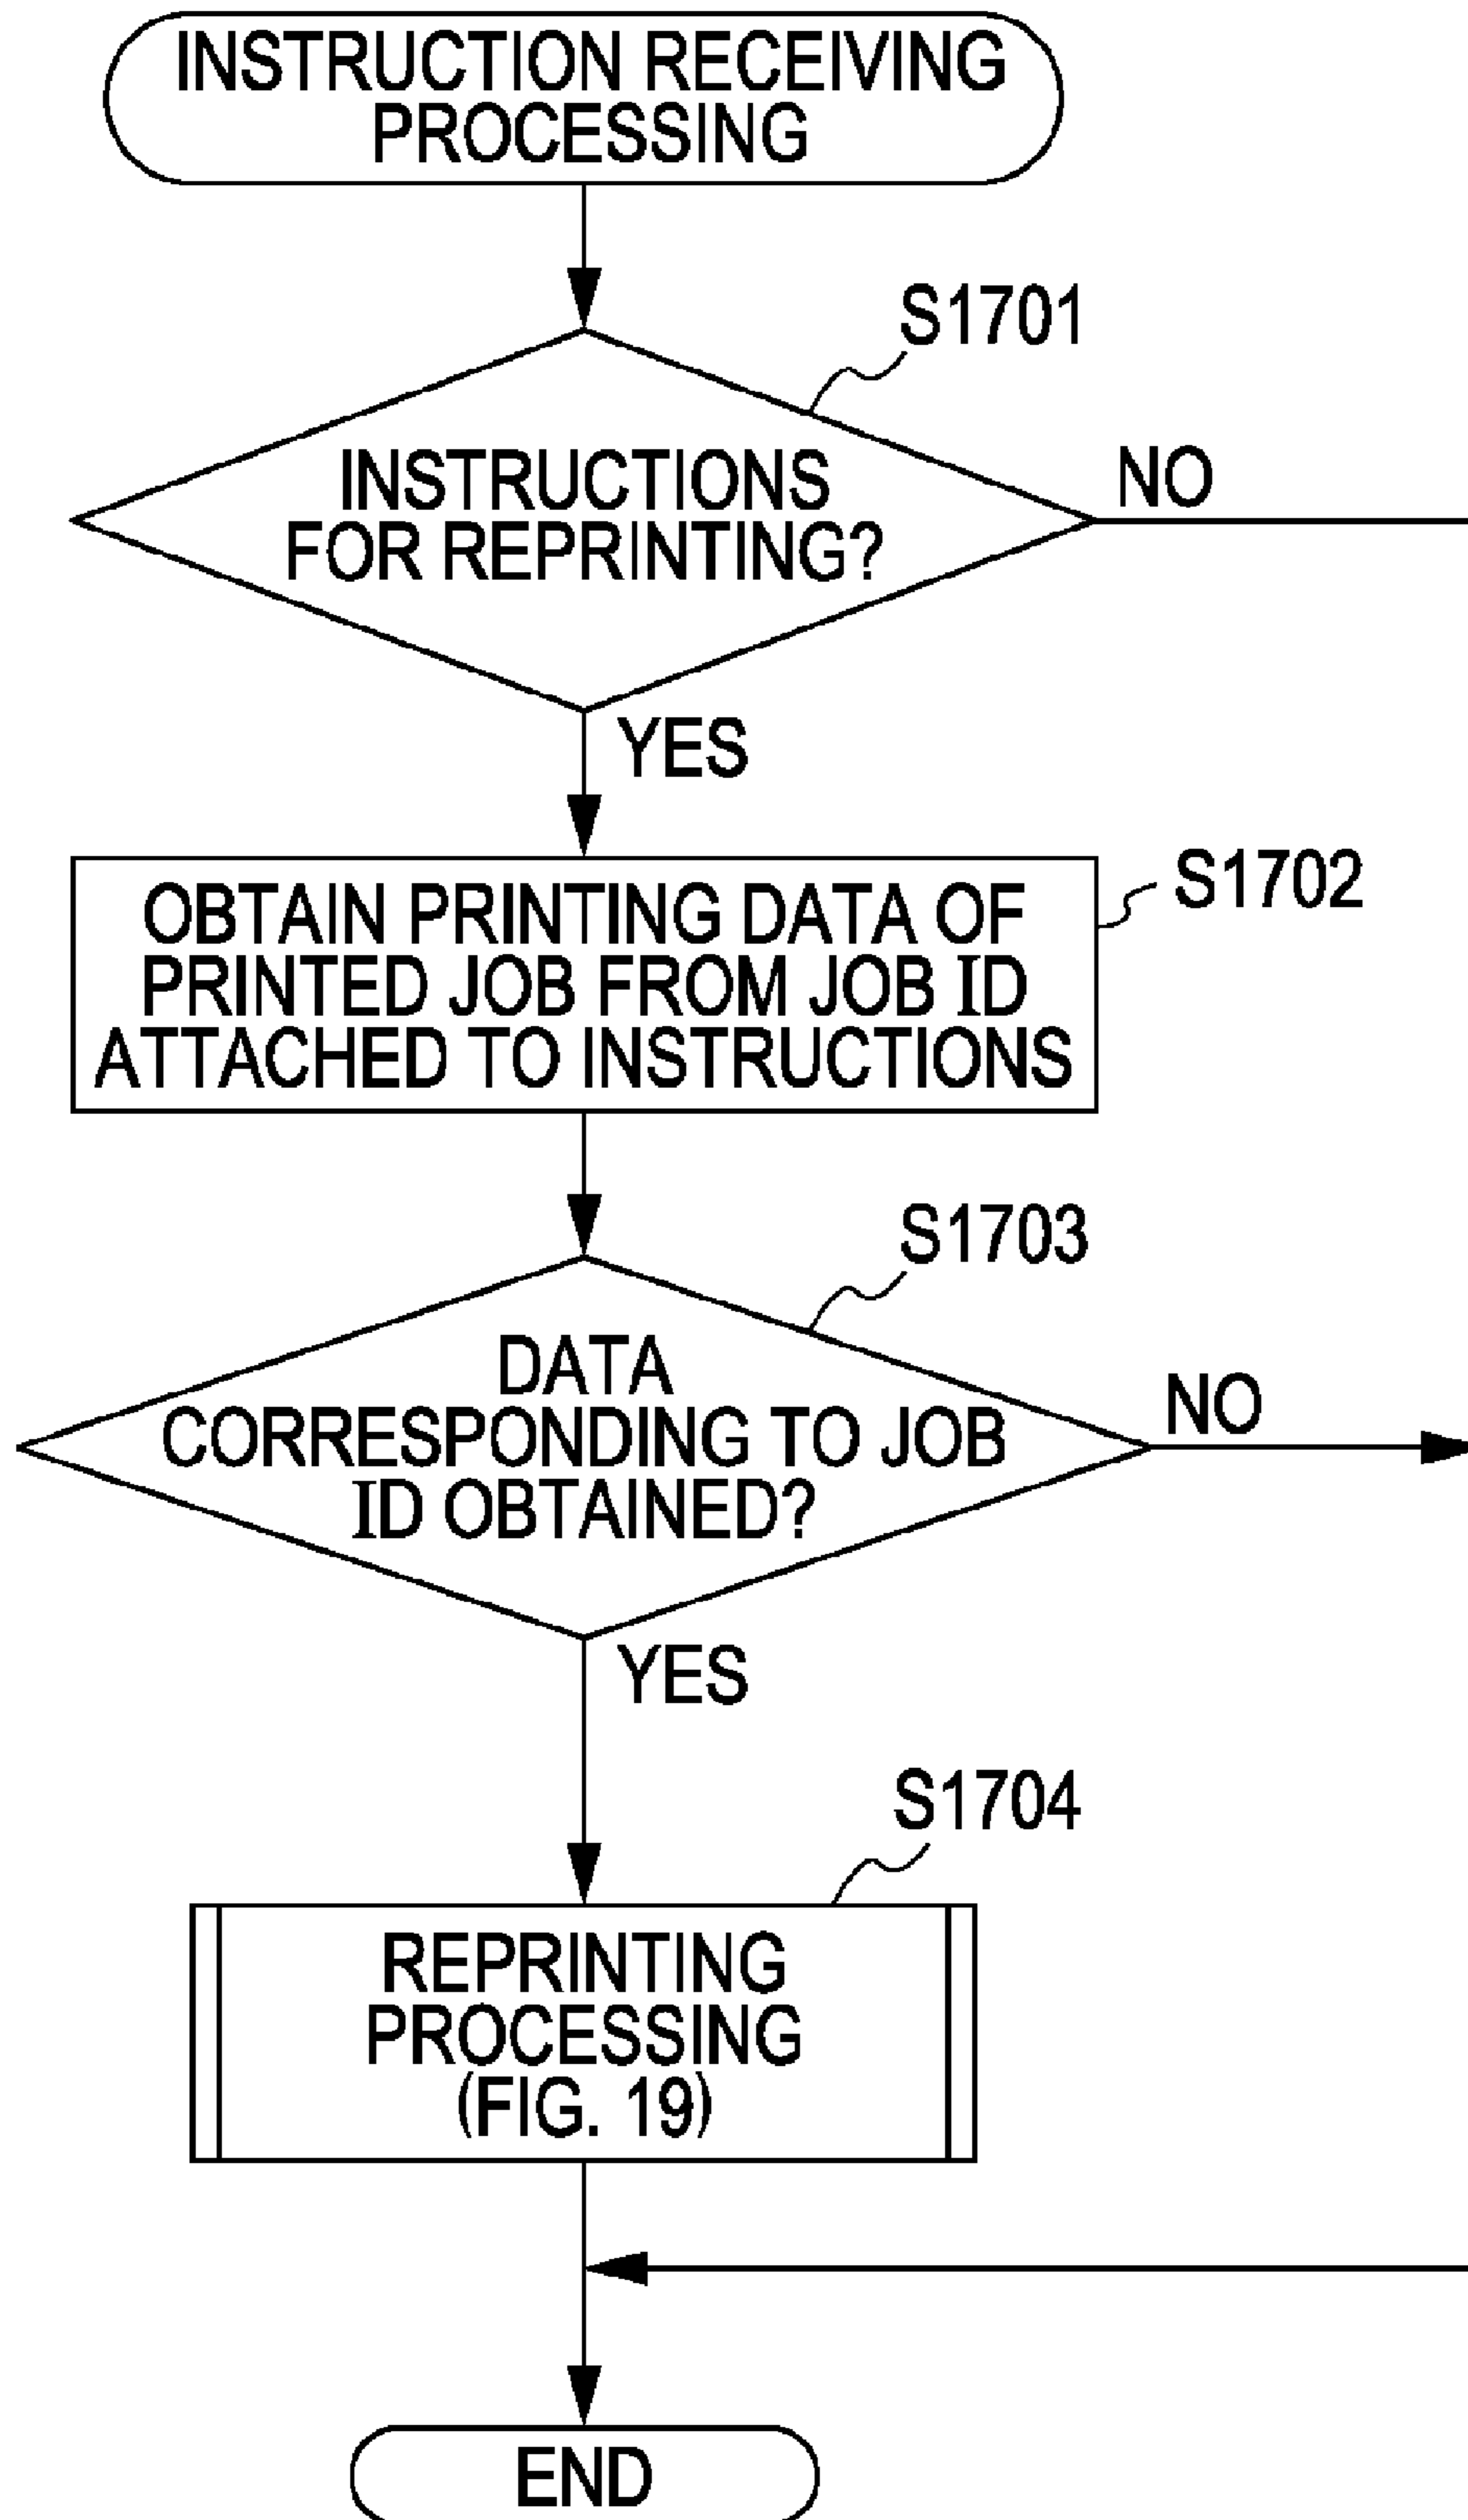 INSTRUCTION RECEIVING
PROCESSING
S1701
INSTRUCTIONS
FOR REPRINTING?
NO
YES
S1702
OBTAIN PRINTING DATA OF
PRINTED JOB FROM JOB ID
ATTACHED TO INSTRUCTIONS
S1703
DATA
CORRESPONDING TO JOB
ID OBTAINED?
NO
YES
S1704
REPRINTING
PROCESSING
(FIG. 19)
END